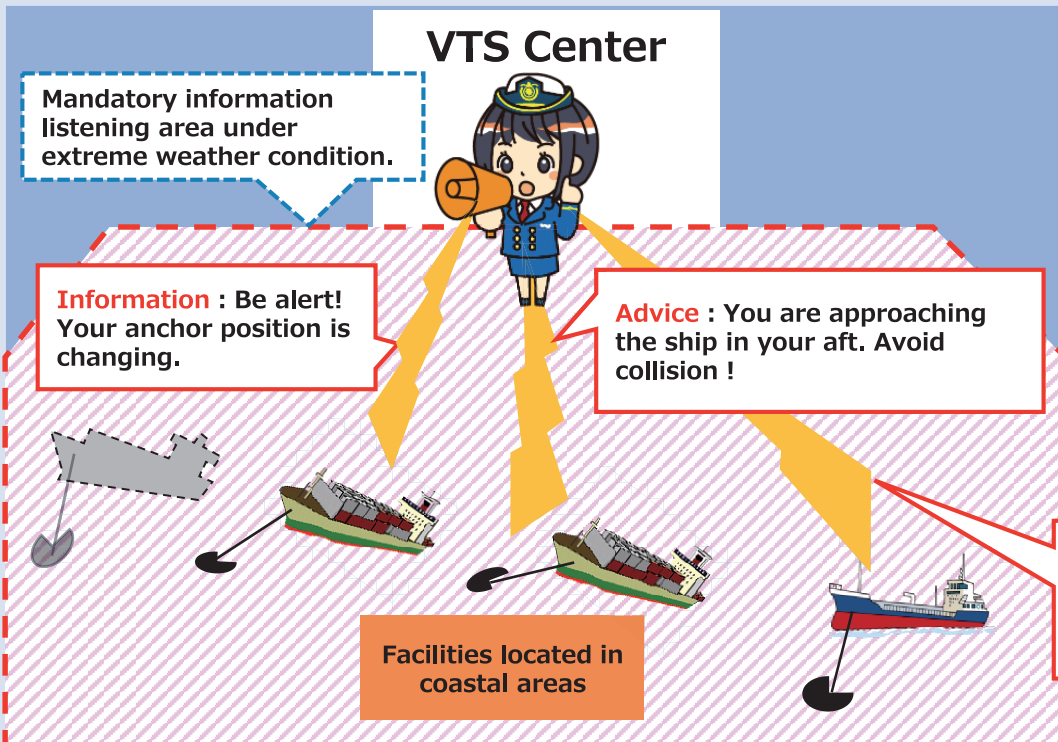 VTS Center
Mandatory information
listening area under
extreme weather condition.
Information : Be alert!
Your anchor position is
changing.
Advice : You are approaching
the ship in your aft. Avoid
collision !
Facilities located in
coastal areas